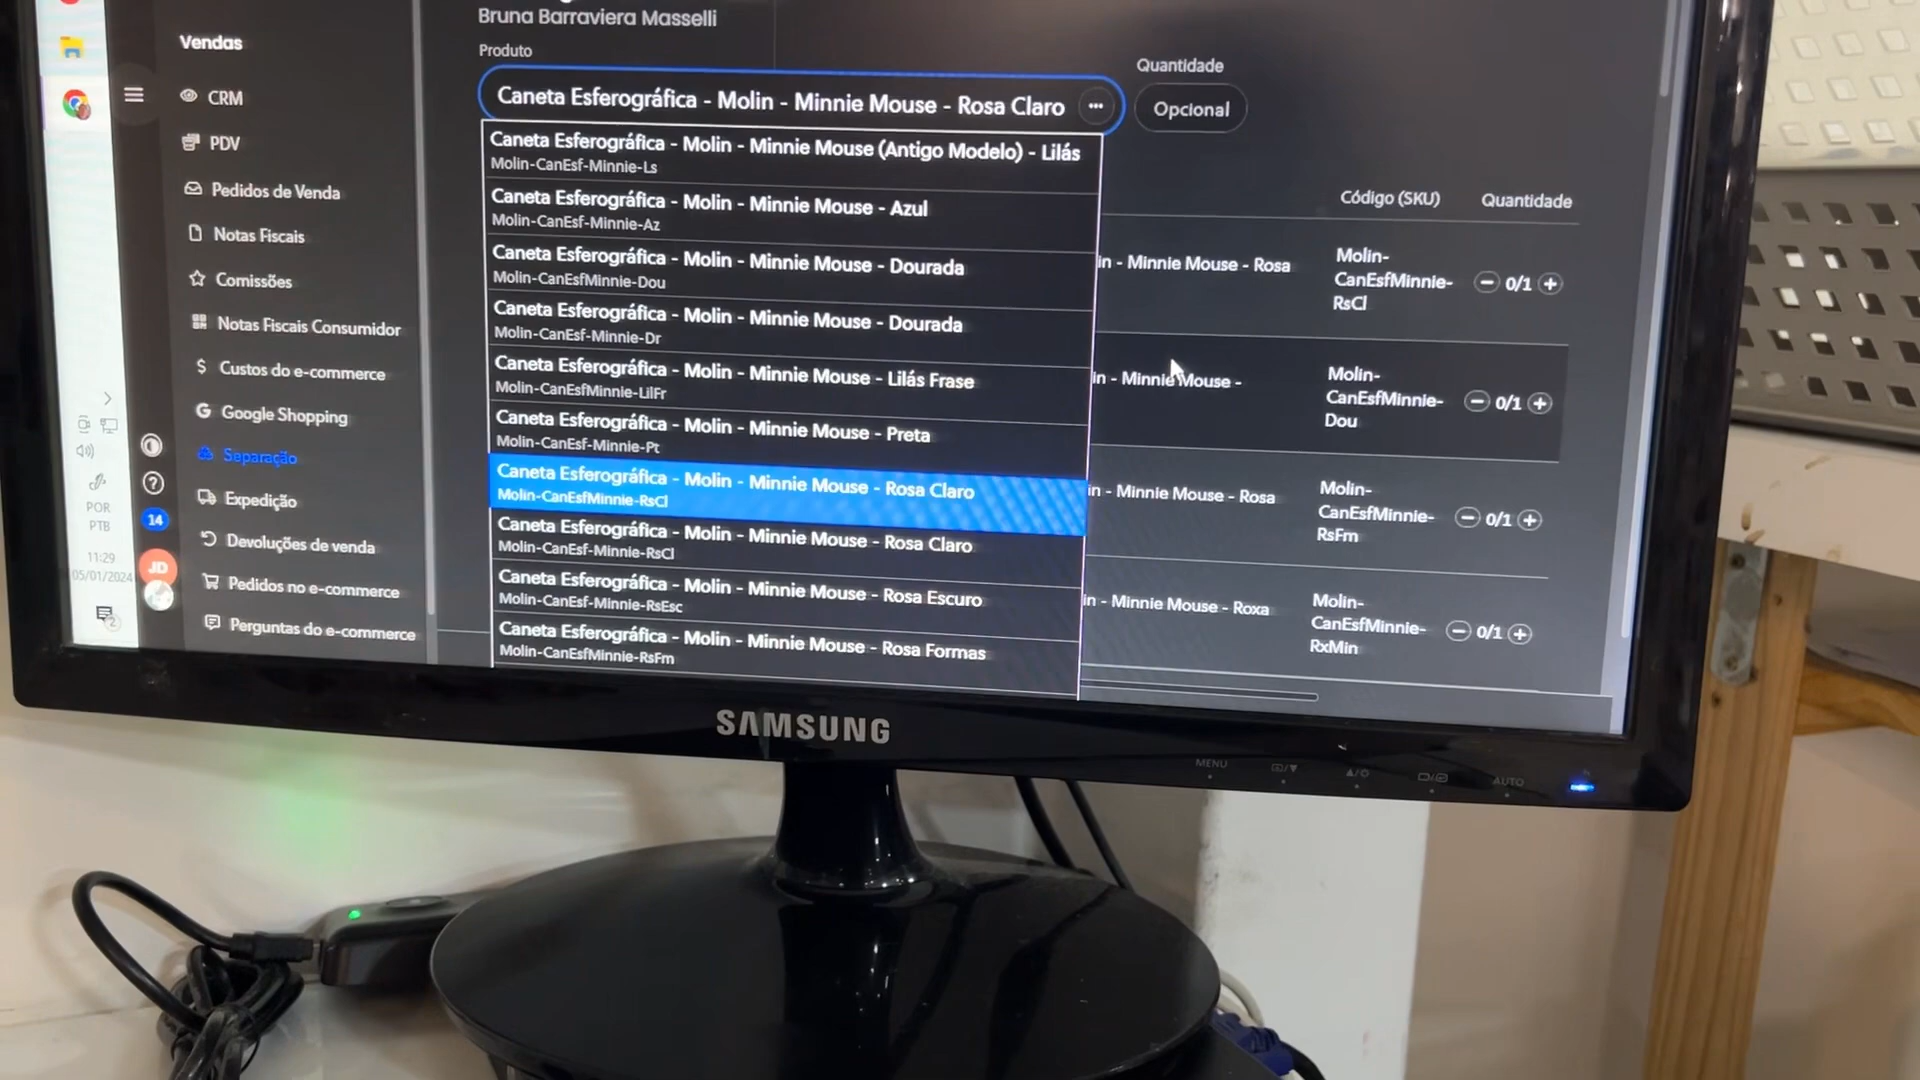 Bruna Barraviera Masselli
Vendas
CRM
PDV
Pedidos de Venda
Notas Fiscais
Comissões
Notas Fiscais Consumidor
Custos do e-commerce
Google Shopping
Separação
Expedição
Devoluções de venda
Pedidos no e-commerce
Perguntas do e-commerce
POR
PTB
11:29
05/01/2024
2
14
JD
Produto
Caneta Esferográfica - Molin - Minnie Mouse - Rosa Claro
Quantidade
Opcional
Caneta Esferográfica - Molin - Minnie Mouse (Antigo Modelo) - Lilás
Molin-CanEsf-Minnie-Ls
Caneta Esferográfica - Molin - Minnie Mouse - Azul
Molin-CanEsf-Minnie-Az
Caneta Esferográfica - Molin - Minnie Mouse - Dourada
Molin-CanEsfMinnie-Dou
Caneta Esferográfica - Molin - Minnie Mouse - Dourada
Molin-CanEsf-Minnie-Dr
Caneta Esferográfica - Molin - Minnie Mouse - Lilás Frase
Molin-CanEsfMinnie-LilFr
Caneta Esferográfica - Molin - Minnie Mouse - Preta
Molin-CanEsf-Minnie-Pt
Caneta Esferográfica - Molin - Minnie Mouse - Rosa Claro
Molin-CanEsfMinnie-RsCl
Caneta Esferográfica - Molin - Minnie Mouse - Rosa Claro
Molin-CanEsf-Minnie-RsCl
Caneta Esferográfica - Molin - Minnie Mouse - Rosa Escuro
Molin-CanEsf-Minnie-RsEsc
Caneta Esferográfica - Molin - Minnie Mouse - Rosa Formas
Molin-CanEsfMinnie-RsFm
Código (SKU)
Quantidade
in - Minnie Mouse - Rosa
Molin-
CanEsfMinnie-
RsCl
0/1
in - Minnie Mouse -
Molin-
CanEsfMinnie-
Dou
0/1
in - Minnie Mouse - Rosa
Molin-
CanEsfMinnie-
RsFm
0/1
in - Minnie Mouse - Roxa
Molin-
CanEsfMinnie-
RxMin
0/1
SAMSUNG
MENU
AUTO